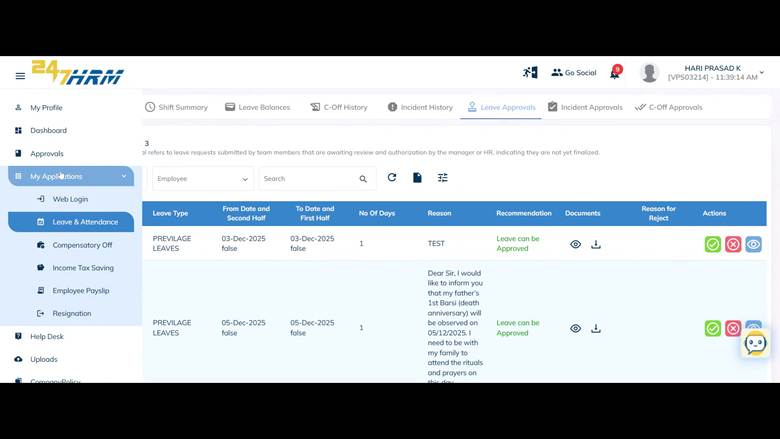 247HRM
Go Social
9
HARI PRASAD K
[VPS03214] - 11:39:14 AM
My Profile
Dashboard
Approvals
My Applications
Web Login
Leave & Attendance
Compensatory Off
Income Tax Saving
Employee Payslip
Resignation
Help Desk
Uploads
CompanyPolicy
Shift Summary
Leave Balances
C-Off History
Incident History
Leave Approvals
Incident Approvals
C-Off Approvals
3
refers to leave requests submitted by team members that are awaiting review and authorization by the manager or HR, indicating they are not yet finalized.
Employee
Search
Leave Type
From Date and
Second Half
To Date and
First Half
No Of Days
Reason
Recommendation
Documents
Reason for
Reject
Actions
PREVILAGE
LEAVES
03-Dec-2025
false
03-Dec-2025
false
1
TEST
Leave can be
Approved
PREVILAGE
LEAVES
05-Dec-2025
false
05-Dec-2025
false
1
Dear Sir, I would
like to inform you
that my father's
1st Barsi (death
anniversary) will
be observed on
05/12/2025. I
need to be with
my family to
attend the rituals
and prayers on
this day
Leave can be
Approved